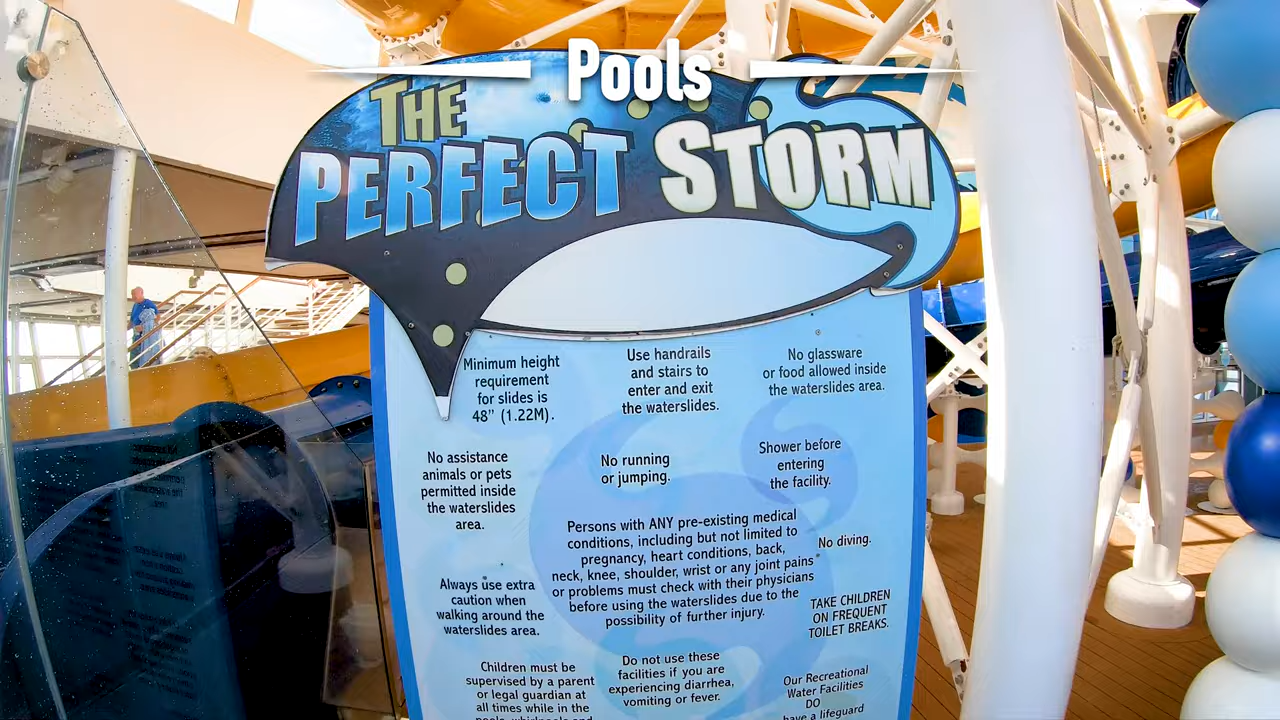 Pools
THE
PERFECT STORM
Minimum height
requirement
for slides is
48" (1.22M).
Use handrails
and stairs to
enter and exit
the waterslides.
No glassware
or food allowed inside
the waterslides area.
No assistance
animals or pets
permitted inside
the waterslides
area.
No running
or jumping.
Shower before
entering
the facility.
Persons with ANY pre-existing medical
conditions, including but not limited to
pregnancy, heart conditions, back,
neck, knee, shoulder, wrist or any joint pains
or problems must check with their physicians
before using the waterslides due to the
possibility of further injury.
No diving.
Always use extra
caution when
walking around the
waterslides area.
TAKE CHILDREN
ON FREQUENT
TOILET BREAKS.
Children must be
supervised by a parent
or legal guardian at
all times while in the
pools, whirlpools and
Do not use these
facilities if you are
experiencing diarrhea,
vomiting or fever.
Our Recreational
Water Facilities
DO
have a lifeguard